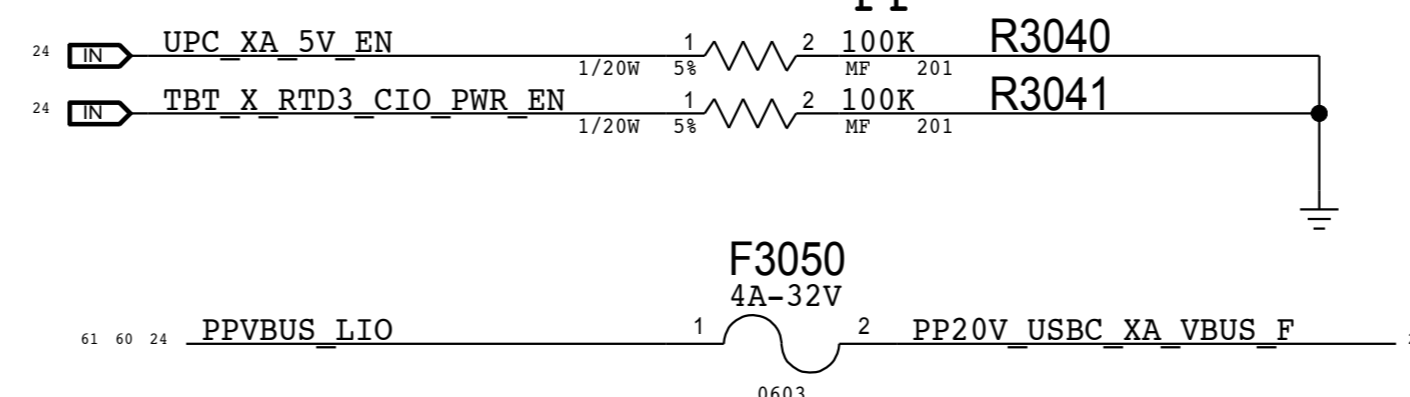 24 IN UPC_XA_5V_EN 1 2 100K R3040
1/20W 5% MF 201
24 IN TBT_X_RTD3_CIO_PWR_EN 1 2 100K R3041
1/20W 5% MF 201
F3050
4A-32V
61 60 24 PPVBUS_LIO 1 2 PP20V_USBC_XA_VBUS_F
0603